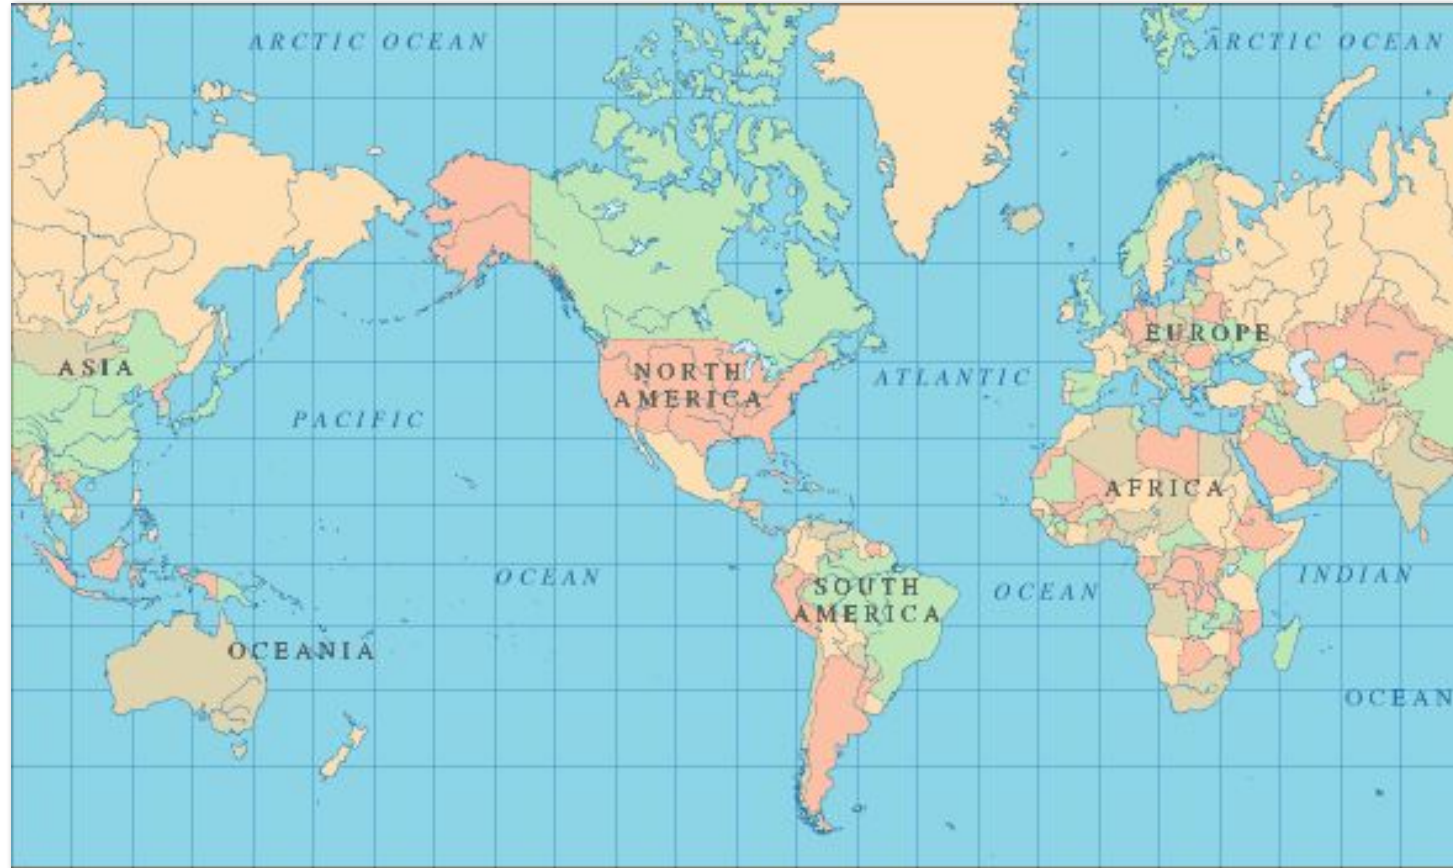 ARCTIC OCEAN
ARCTIC OCEAN
EUROPE
ASIA
NORTH
AMERICA
ATLANTIC
PACIFIC
AFRICA
OCEAN
SOUTH
AMERICA
OCEAN
INDIAN
OCEANIA
OCEAN